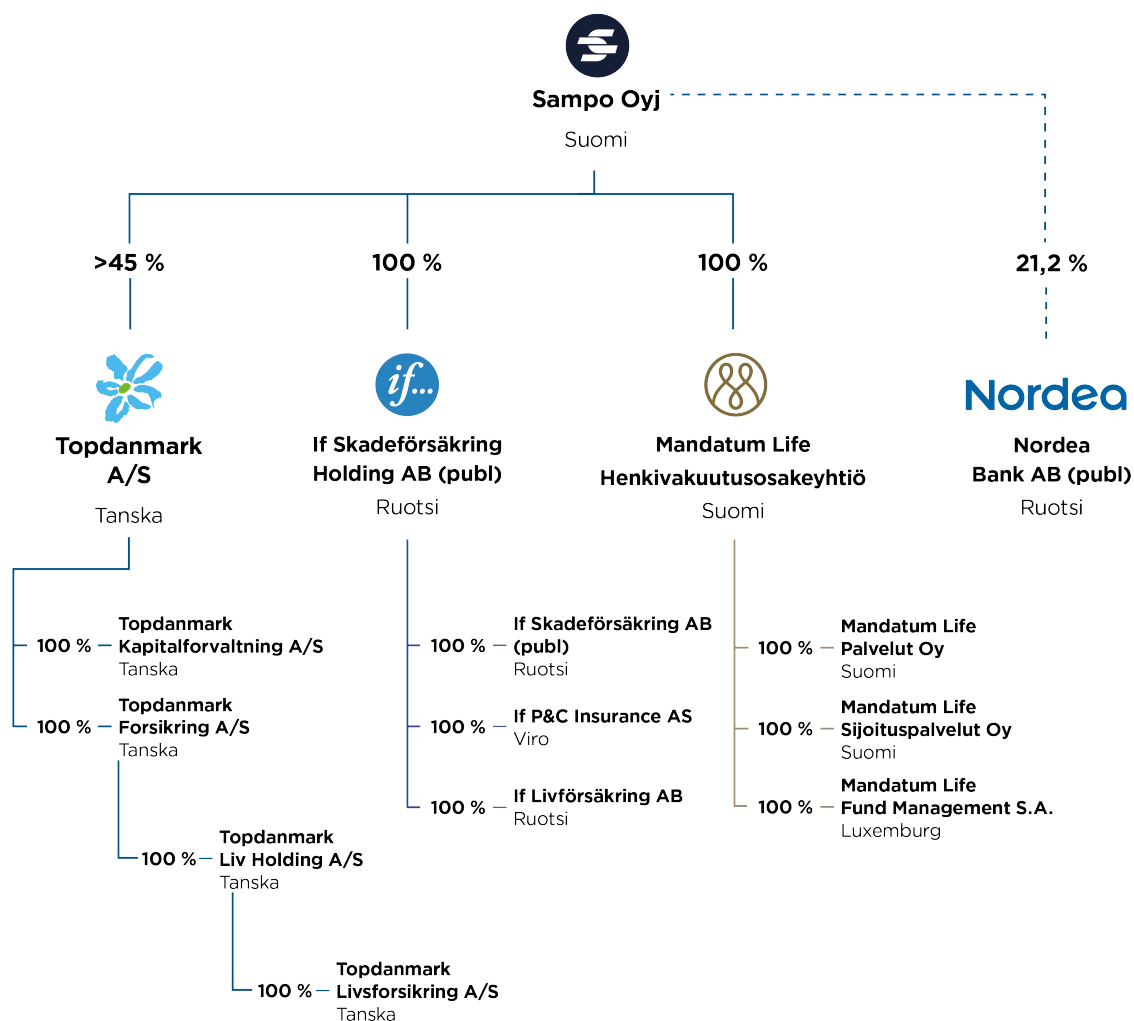 Sampo Oyj
Suomi
>45 %
100 %
100 %
21,2 %
if...
Nordea
Topdanmark
A/S
Tanska
If Skadeförsäkring
Holding AB (publ)
Ruotsi
Mandatum Life
Henkivakuutusosakeyhtiö
Suomi
Nordea
Bank AB (publ)
Ruotsi
100 %
Topdanmark
Kapitalforvaltning A/S
Tanska
100 %
Topdanmark
Forsikring A/S
Tanska
100 %
Topdanmark
Liv Holding A/S
Tanska
100 %
Topdanmark
Livsforsikring A/S
Tanska
100 %
If Skadeförsäkring AB
(publ)
Ruotsi
100 %
If P&C Insurance AS
Viro
100 %
If Livförsäkring AB
Ruotsi
100 %
Mandatum Life
Palvelut Oy
Suomi
100 %
Mandatum Life
Sijoituspalvelut Oy
Suomi
100 %
Mandatum Life
Fund Management S.A.
Luxemburg